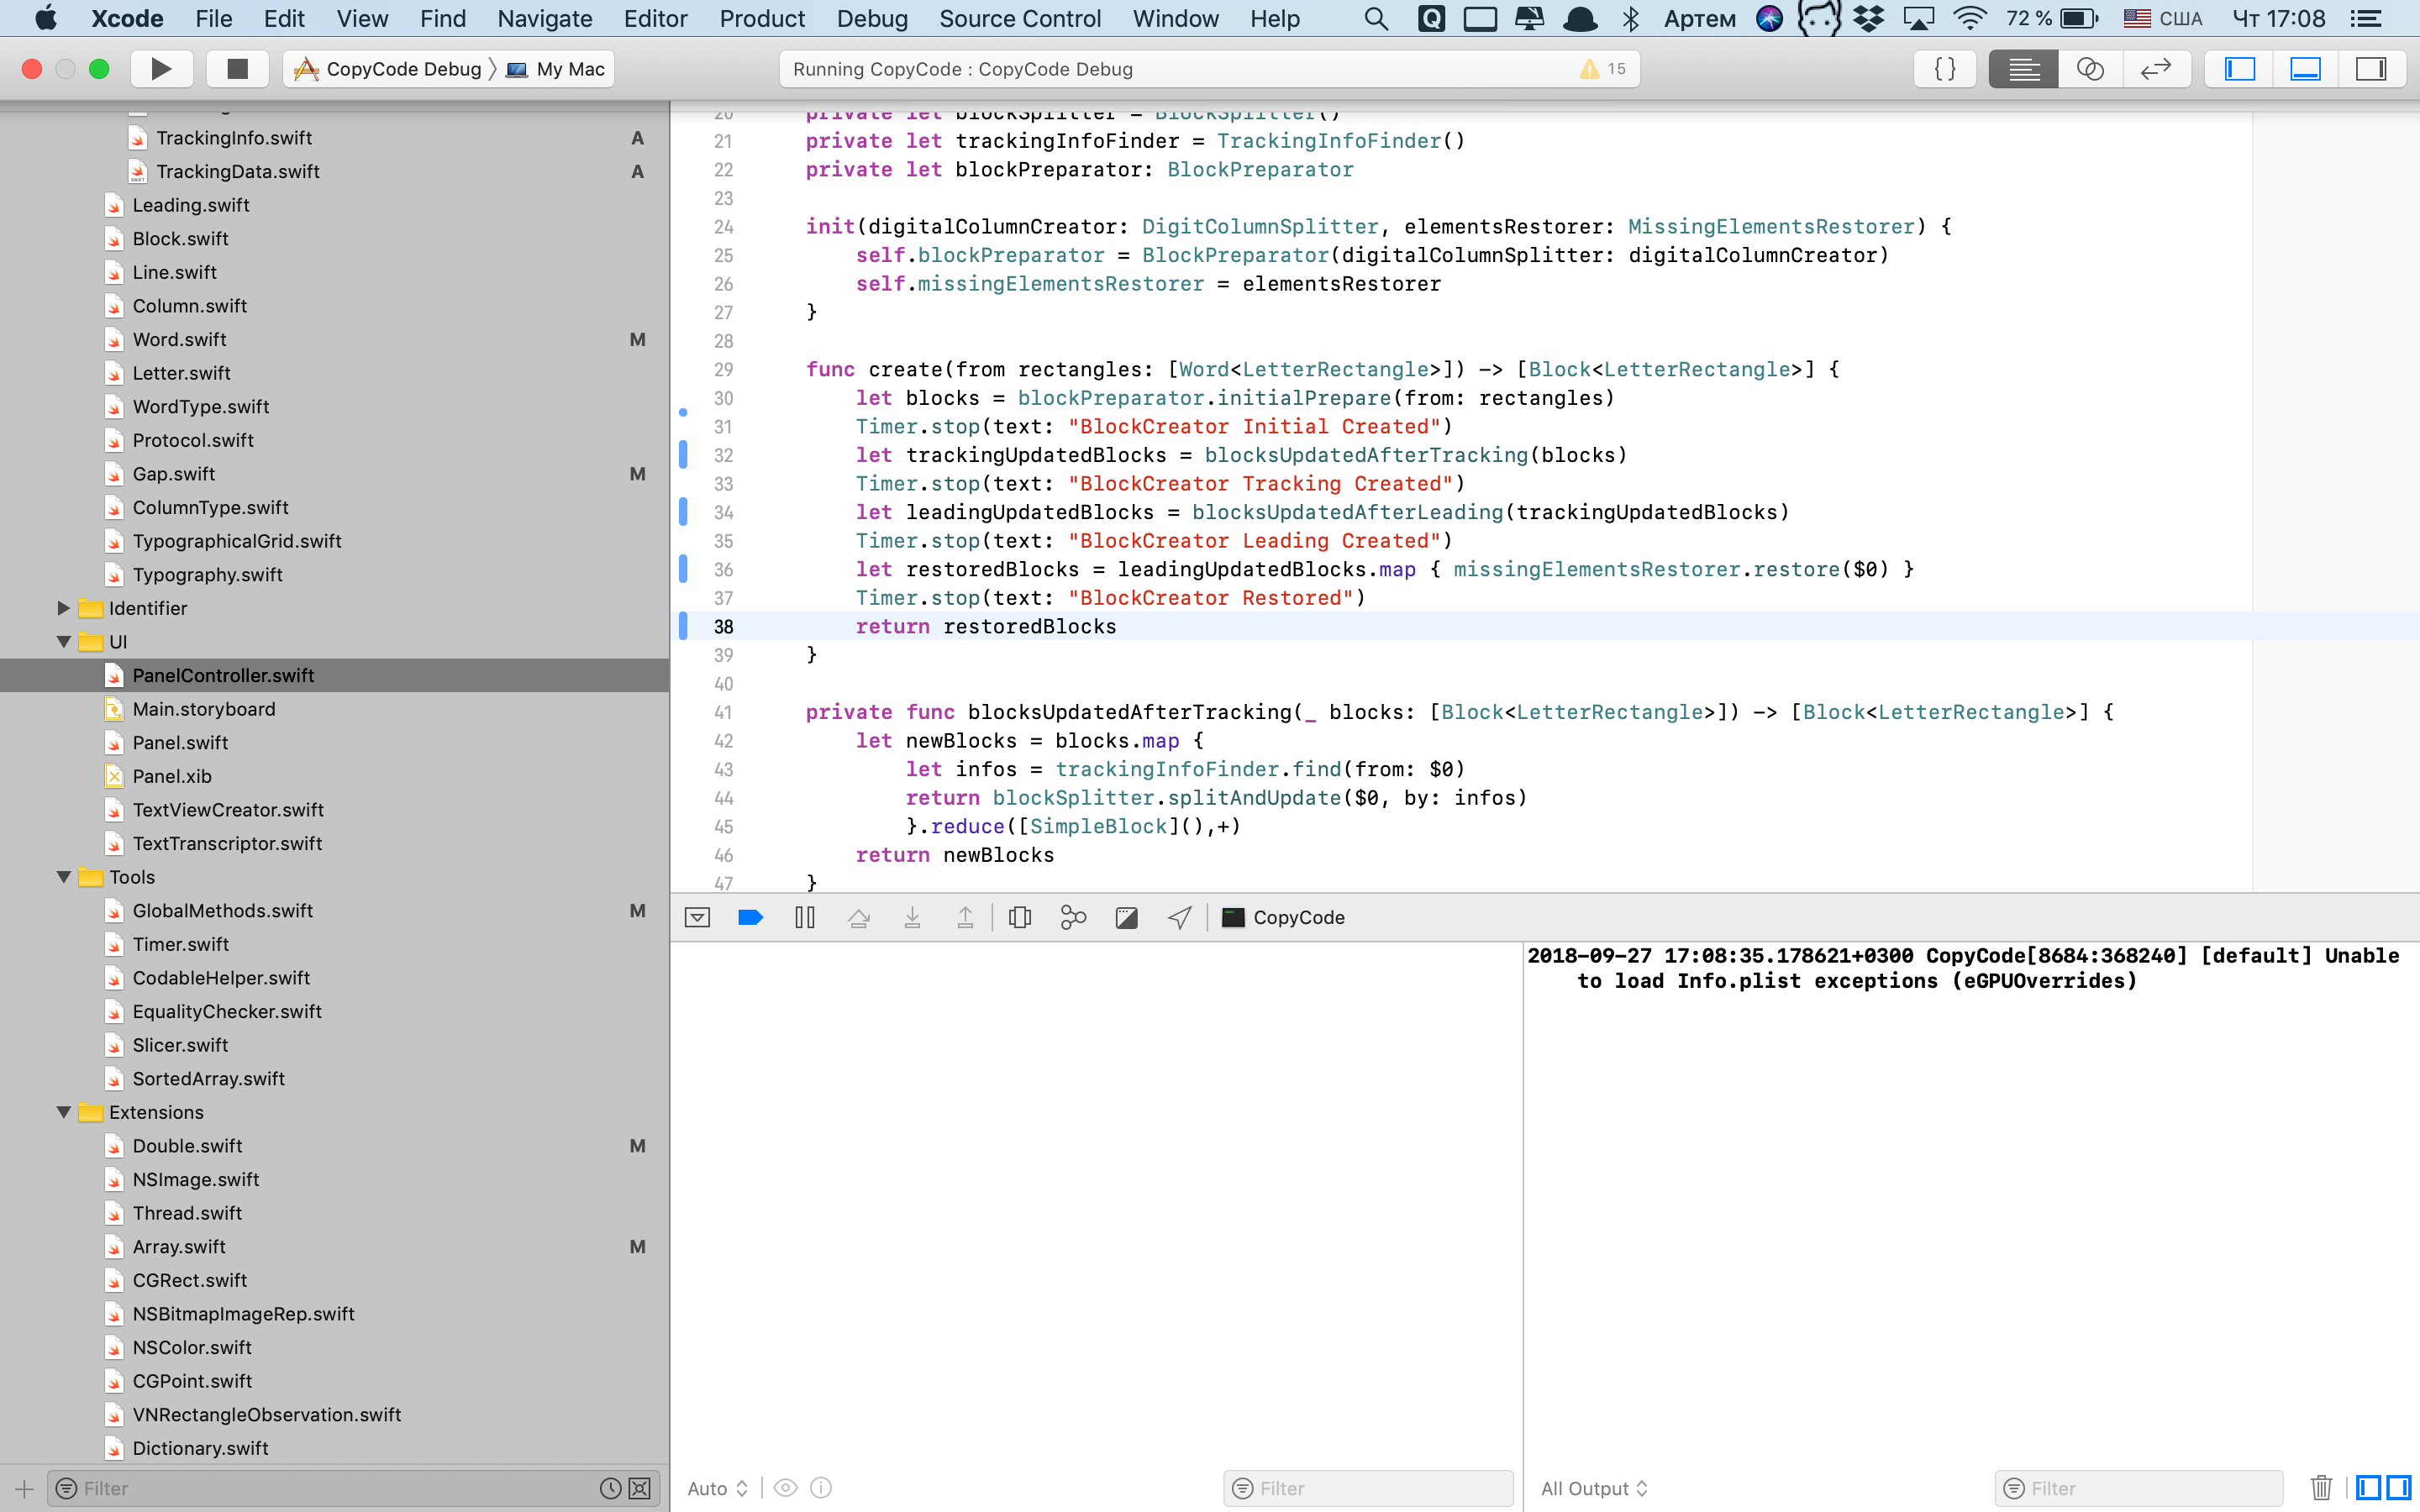 Xcode File Edit View Find Navigate Editor Product Debug Source Control Window Help Артем 72 % США Чт 17:08
CopyCode Debug My Mac
Running CopyCode : CopyCode Debug 15
TrackingInfo.swift A
TrackingData.swift A
Leading.swift
Block.swift
Line.swift
Column.swift
Word.swift M
Letter.swift
WordType.swift
Protocol.swift
Gap.swift M
ColumnType.swift
TypographicalGrid.swift
Typography.swift
Identifier
UI
PanelController.swift
Main.storyboard
Panel.swift
Panel.xib
TextViewCreator.swift
TextTranscriptor.swift
Tools
GlobalMethods.swift M
Timer.swift
CodableHelper.swift
EqualityChecker.swift
Slicer.swift
SortedArray.swift
Extensions
Double.swift M
NSImage.swift
Thread.swift
Array.swift M
CGRect.swift
NSBitmapImageRep.swift
NSColor.swift
CGPoint.swift
VNRectangleObservation.swift
Dictionary.swift
Filter
20 private let blockSplitter = BlockSplitter()
21 private let trackingInfoFinder = TrackingInfoFinder()
22 private let blockPreparator: BlockPreparator
23
24 init(digitalColumnCreator: DigitColumnSplitter, elementsRestorer: MissingElementsRestorer) {
25 self.blockPreparator = BlockPreparator(digitalColumnSplitter: digitalColumnCreator)
26 self.missingElementsRestorer = elementsRestorer
27 }
28
29 func create(from rectangles: [Word<LetterRectangle>]) -> [Block<LetterRectangle>] {
30 let blocks = blockPreparator.initialPrepare(from: rectangles)
31 Timer.stop(text: "BlockCreator Initial Created")
32 let trackingUpdatedBlocks = blocksUpdatedAfterTracking(blocks)
33 Timer.stop(text: "BlockCreator Tracking Created")
34 let leadingUpdatedBlocks = blocksUpdatedAfterLeading(trackingUpdatedBlocks)
35 Timer.stop(text: "BlockCreator Leading Created")
36 let restoredBlocks = leadingUpdatedBlocks.map { missingElementsRestorer.restore($0) }
37 Timer.stop(text: "BlockCreator Restored")
38 return restoredBlocks
39 }
40
41 private func blocksUpdatedAfterTracking(_ blocks: [Block<LetterRectangle>]) -> [Block<LetterRectangle>] {
42 let newBlocks = blocks.map {
43 let infos = trackingInfoFinder.find(from: $0)
44 return blockSplitter.splitAndUpdate($0, by: infos)
45 }.reduce([SimpleBlock](),+)
46 return newBlocks
47 }
CopyCode
2018-09-27 17:08:35.178621+0300 CopyCode[8684:368240] [default] Unable
to load Info.plist exceptions (eGPUOverrides)
Auto Filter All Output Filter